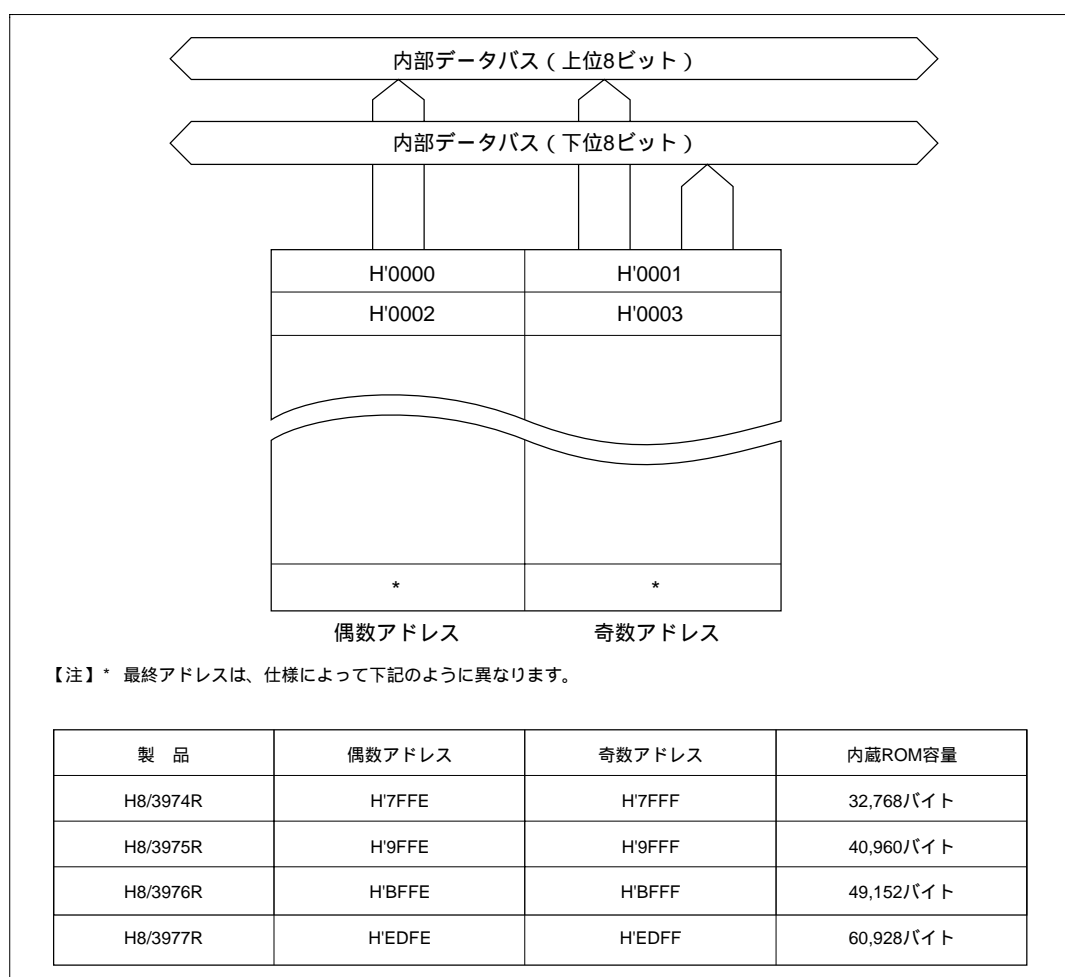 内部データバス（上位8ビット）
内部データバス（下位8ビット）
H'0000 H'0001
H'0002 H'0003
* *
偶数アドレス 奇数アドレス
【注】* 最終アドレスは、仕様によって下記のように異なります。
製　品 偶数アドレス 奇数アドレス 内蔵ROM容量
H8/3974R H'7FFE H'7FFF 32,768バイト
H8/3975R H'9FFE H'9FFF 40,960バイト
H8/3976R H'BFFE H'BFFF 49,152バイト
H8/3977R H'EDFE H'EDFF 60,928バイト